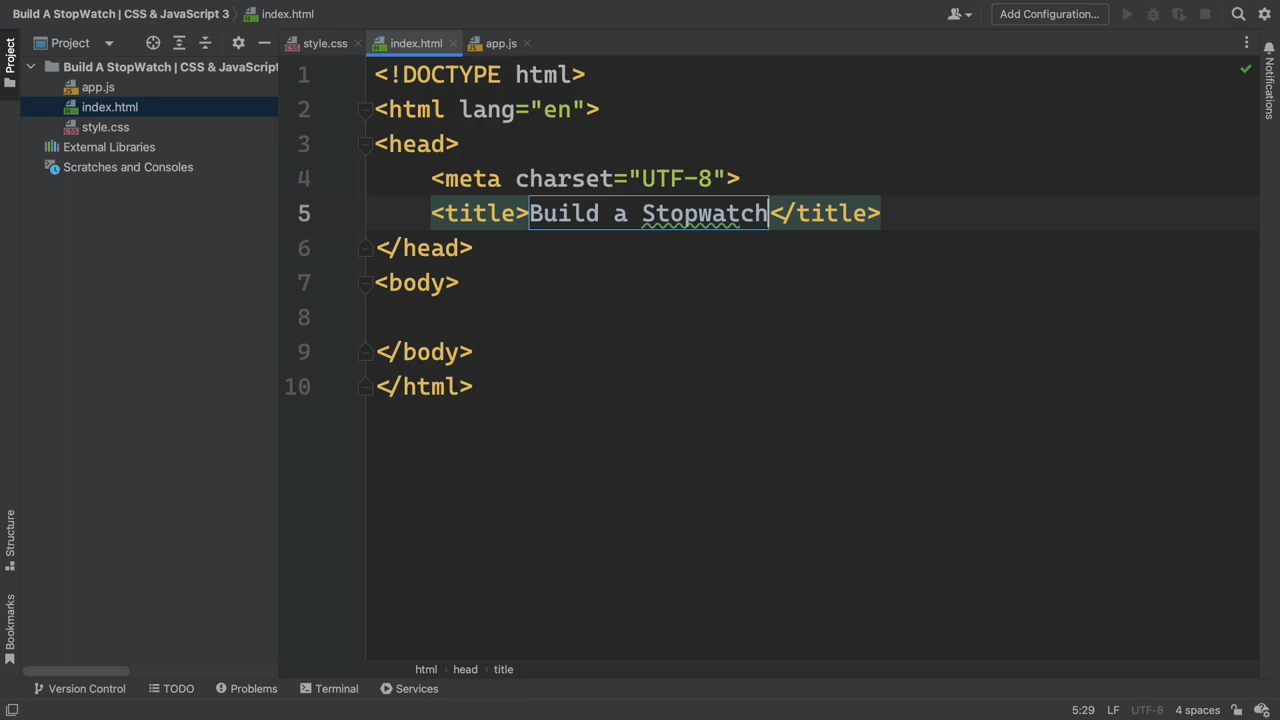 Build A StopWatch | CSS & JavaScript 3
index.html
Add Configuration...
Project
style.css
index.html
app.js
Project
Build A StopWatch | CSS & JavaScript
app.js
index.html
style.css
External Libraries
Scratches and Consoles
1 <!DOCTYPE html>
2 <html lang="en">
3 <head>
4 <meta charset="UTF-8">
5 <title>Build a Stopwatch</title>
6 </head>
7 <body>
8
9 </body>
10 </html>
Notifications
Structure
Bookmarks
html head title
Version Control
TODO
Problems
Terminal
Services
5:29 LF UTF-8 4 spaces